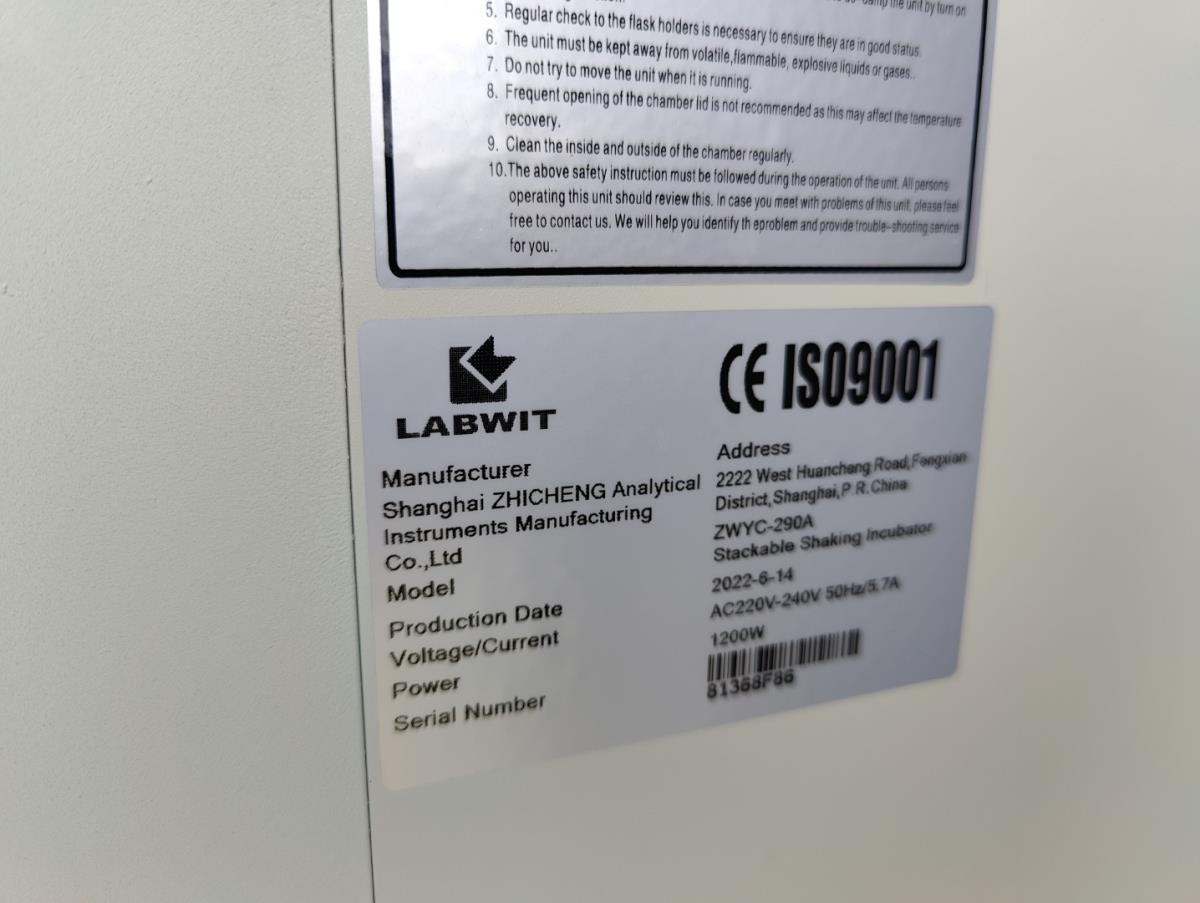 the unit by turn on
5. Regular check to the flask holders is necessary to ensure they are in good status.
6. The unit must be kept away from volatile,flammable, explosive liquids or gases..
7. Do not try to move the unit when it is running.
8. Frequent opening of the chamber lid is not recommended as this may affect the temperature
recovery.
9. Clean the inside and outside of the chamber regularly.
10.The above safety instruction must be followed during the operation of the unit. All persons
operating this unit should review this. In case you meet with problems of this unit, please feel
free to contact us. We will help you identify th eproblem and provide trouble-shooting service
for you..
LABWIT
CE ISO9001
Manufacturer
Shanghai ZHICHENG Analytical
Instruments Manufacturing
Co.,Ltd
Model
Production Date
Voltage/Current
Power
Serial Number
Address
2222 West Huancheng Road,Fengxian
District,Shanghai,P.R.China
ZWYC-290A
Stackable Shaking Incubator
2022-6-14
AC220V-240V 50Hz/5.7A
1200W
81368F86